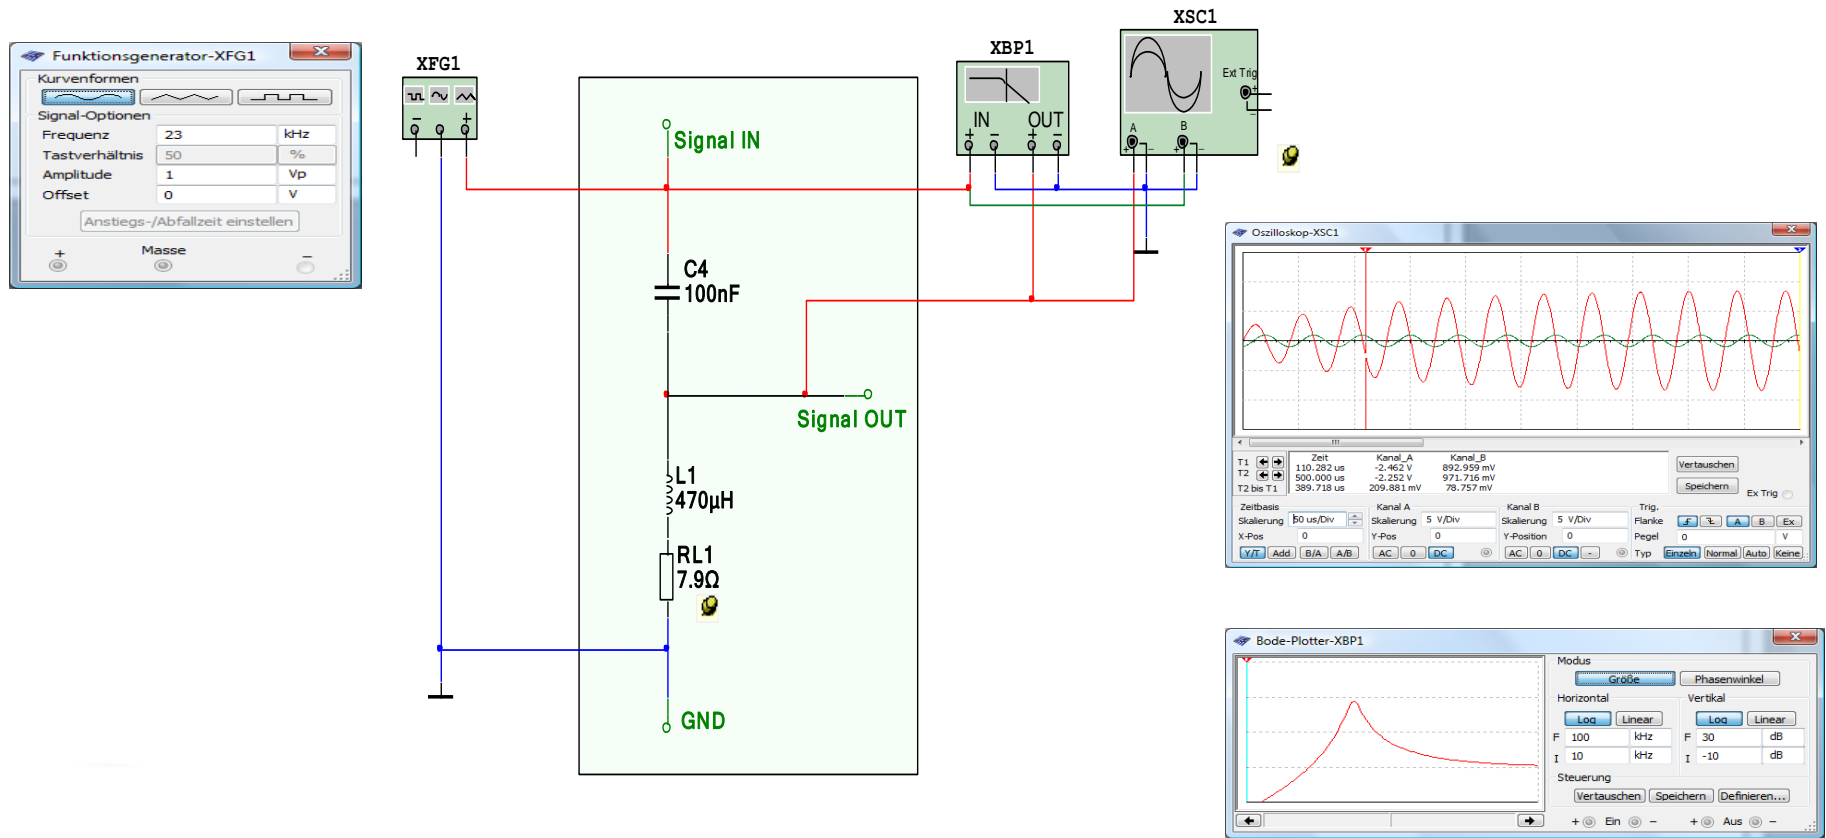 Funktionsgenerator-XFG1
Kurvenformen
Signal-Optionen
Frequenz 23 kHz
Tastverhältnis 50 %
Amplitude 1 Vp
Offset 0 V
Anstiegs-/Abfallzeit einstellen
+ Masse −
XFG1
− +
Signal IN
C4
100nF
Signal OUT
L1
470µH
RL1
7.9Ω
GND
XBP1
IN OUT
+ − + −
XSC1
Ext Trig
+
−
A B
+ − + −
Oszilloskop-XSC1
Zeit Kanal_A Kanal_B
T1 110.282 us -2.462 V 892.959 mV
T2 500.000 us -2.252 V 971.716 mV
T2 bis T1 389.718 us 209.881 mV 78.757 mV
Vertauschen
Speichern
Ex Trig
Zeitbasis Kanal A Kanal B Trig.
Skalierung 50 us/Div Skalierung 5 V/Div Skalierung 5 V/Div Flanke A B Ex
X-Pos 0 Y-Pos 0 Y-Position 0 Pegel 0 V
Y/T Add B/A A/B AC 0 DC AC 0 DC - Typ Einzeln Normal Auto Keine
Bode-Plotter-XBP1
Modus
Größe Phasenwinkel
Horizontal Vertikal
Log Linear Log Linear
F 100 kHz F 30 dB
I 10 kHz I -10 dB
Steuerung
Vertauschen Speichern Definieren...
+ Ein − + Aus −